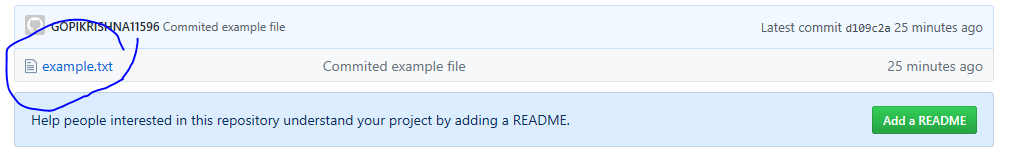 GOPIKRISHNA11596 Commited example file Latest commit d109c2a 25 minutes ago
example.txt Commited example file 25 minutes ago
Help people interested in this repository understand your project by adding a README. Add a README